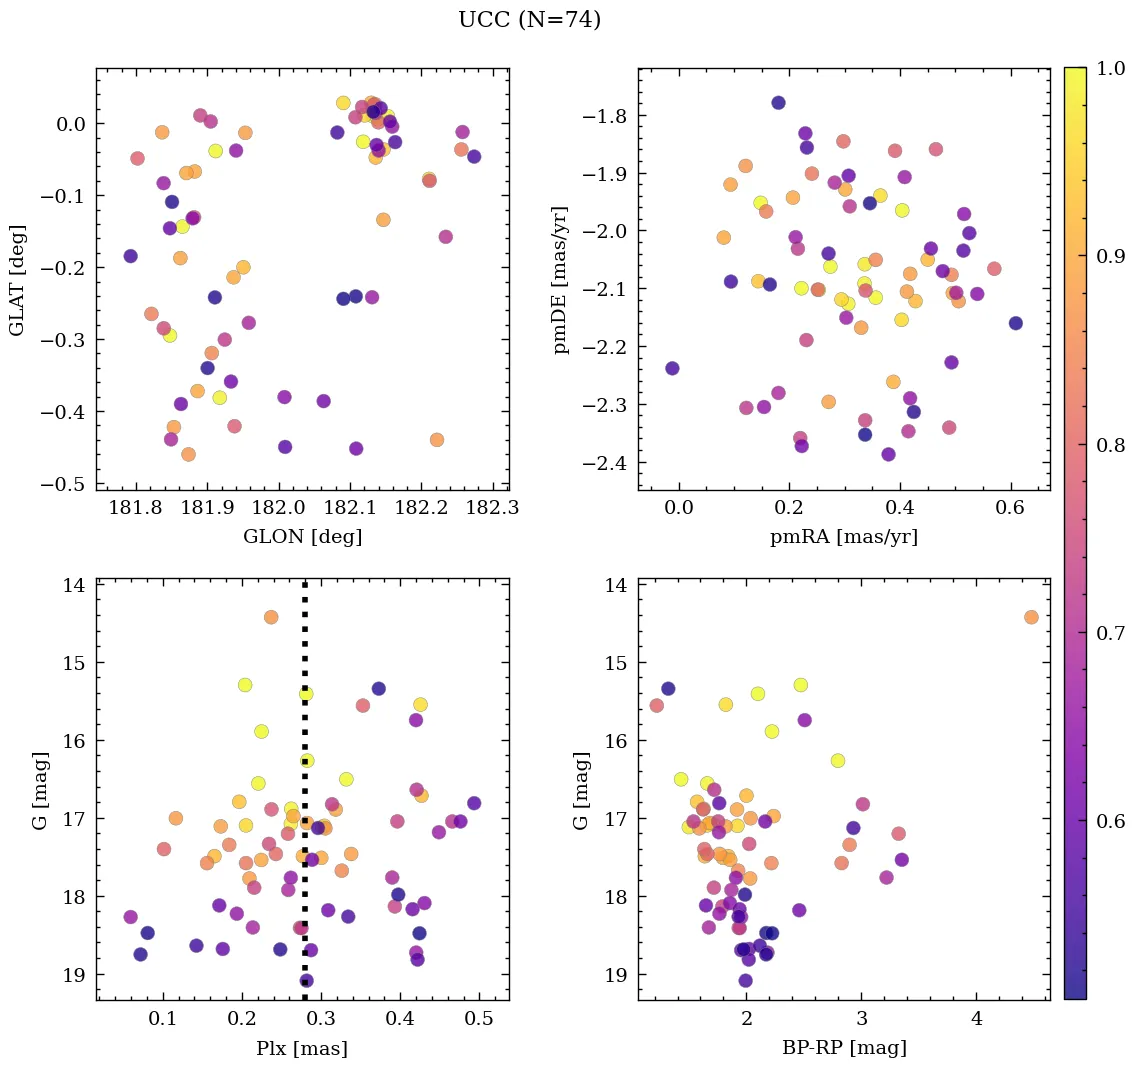 UCC (N=74)
0.0
−0.1
−0.2
−0.3
−0.4
−0.5
GLAT [deg]
181.8 181.9 182.0 182.1 182.2 182.3
GLON [deg]
−1.8
−1.9
−2.0
−2.1
−2.2
−2.3
−2.4
pmDE [mas/yr]
0.0 0.2 0.4 0.6
pmRA [mas/yr]
14
15
16
17
18
19
G [mag]
0.1 0.2 0.3 0.4 0.5
Plx [mas]
14
15
16
17
18
19
G [mag]
2 3 4
BP-RP [mag]
1.0
0.9
0.8
0.7
0.6